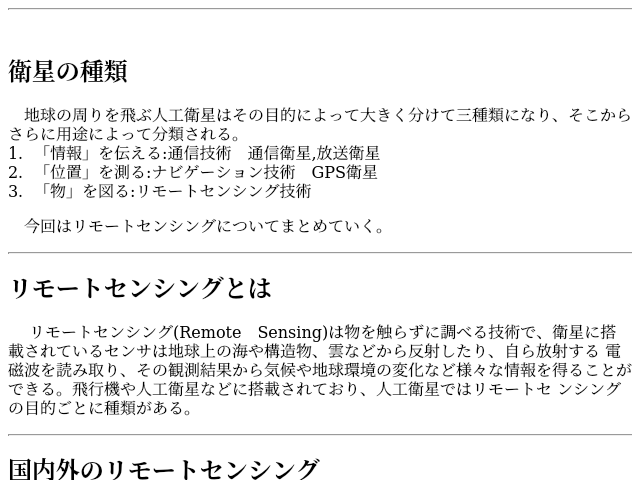 衛星の種類
地球の周りを飛ぶ人工衛星はその目的によって大きく分けて三種類になり、そこから
さらに用途によって分類される。
1. 「情報」を伝える:通信技術　通信衛星,放送衛星
2. 「位置」を測る:ナビゲーション技術　GPS衛星
3. 「物」を図る:リモートセンシング技術
今回はリモートセンシングについてまとめていく。
リモートセンシングとは
リモートセンシング(Remote　Sensing)は物を触らずに調べる技術で、衛星に搭
載されているセンサは地球上の海や構造物、雲などから反射したり、自ら放射する 電
磁波を読み取り、その観測結果から気候や地球環境の変化など様々な情報を得ることが
できる。飛行機や人工衛星などに搭載されており、人工衛星ではリモートセ ンシング
の目的ごとに種類がある。
国内外のリモートセンシング